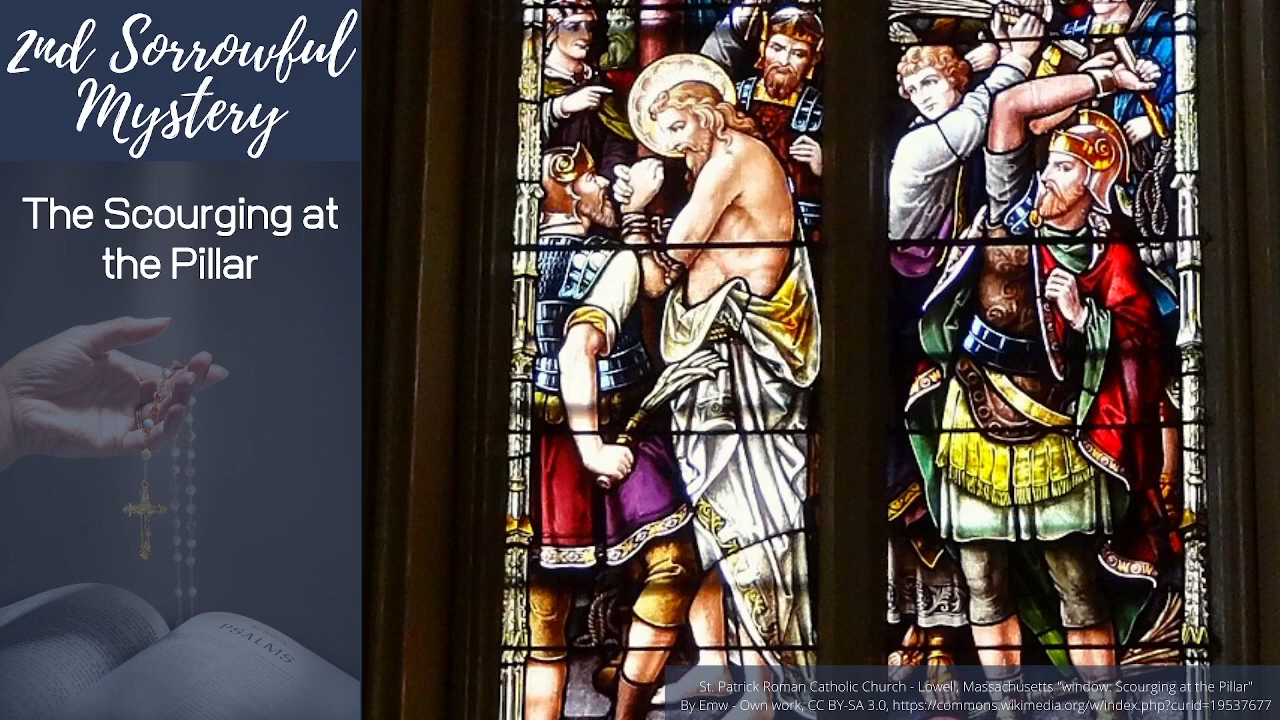 2nd Sorrowful
Mystery
The Scourging at
the Pillar
PSALMS
St. Patrick Roman Catholic Church - Lowell, Massachusetts "window: Scourging at the Pillar"
By Emw - Own work, CC BY-SA 3.0, https://commons.wikimedia.org/w/index.php?curid=19537677